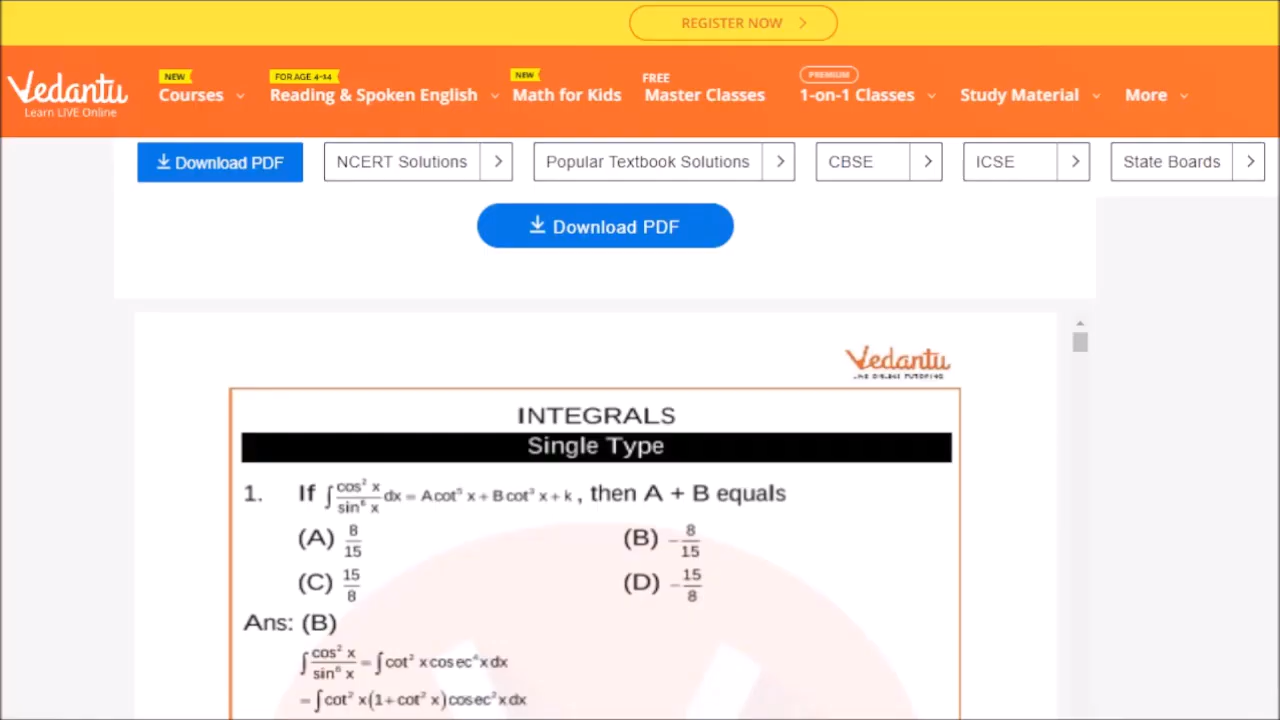 REGISTER NOW >
Vedantu
Learn LIVE Online
NEW
Courses
FOR AGE 4-14
Reading & Spoken English
NEW
Math for Kids
FREE
Master Classes
PREMIUM
1-on-1 Classes
Study Material
More
Download PDF
NCERT Solutions >
Popular Textbook Solutions >
CBSE >
ICSE >
State Boards >
Download PDF
Vedantu
LIVE ONLINE TUTORING
INTEGRALS
Single Type
1. If ∫ cos² x / sin⁶ x dx = A cot⁵ x + B cot³ x + k, then A + B equals
(A) 8/15 (B) -8/15
(C) 15/8 (D) -15/8
Ans: (B)
∫ cos² x / sin⁶ x = ∫ cot² x cosec⁴ x dx
= ∫ cot² x (1 + cot² x) cosec² x dx